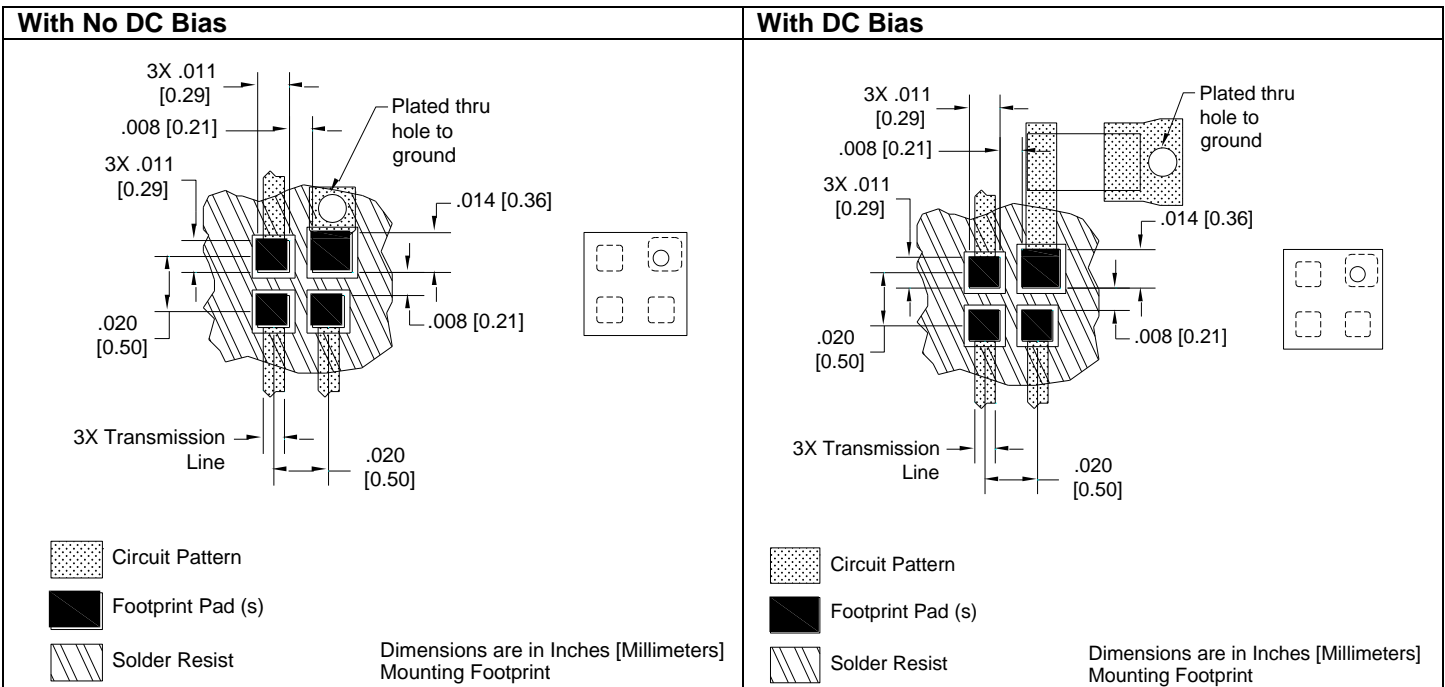 With No DC Bias
3X .011
[0.29]
.008 [0.21]
3X .011
[0.29]
Plated thru
hole to
ground
.014 [0.36]
.020
[0.50]
.008 [0.21]
3X Transmission
Line
.020
[0.50]
Circuit Pattern
Footprint Pad (s)
Solder Resist
Dimensions are in Inches [Millimeters]
Mounting Footprint
With DC Bias
3X .011
[0.29]
.008 [0.21]
3X .011
[0.29]
Plated thru
hole to
ground
.014 [0.36]
.020
[0.50]
.008 [0.21]
3X Transmission
Line
.020
[0.50]
Circuit Pattern
Footprint Pad (s)
Solder Resist
Dimensions are in Inches [Millimeters]
Mounting Footprint